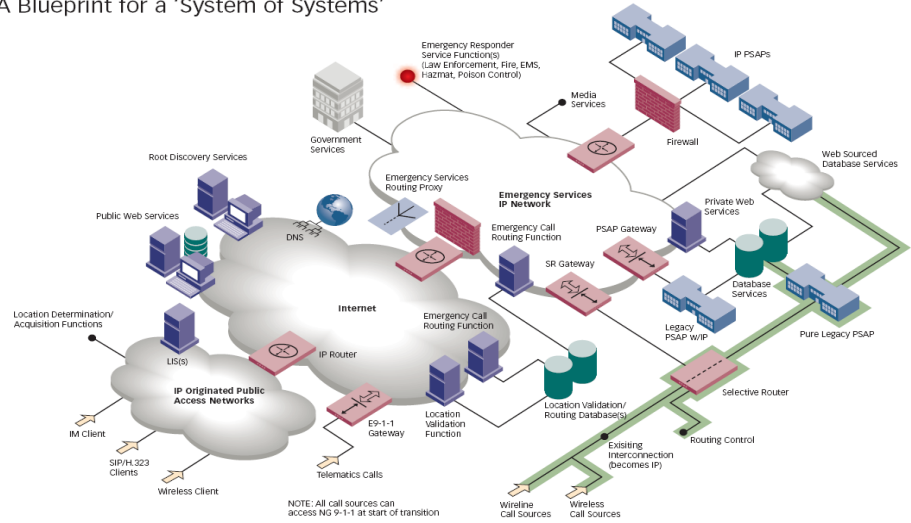 A Blueprint for a 'System of Systems'
Emergency Responder
Service Function(s)
(Law Enforcement, Fire, EMS,
Hazmat, Poison Control)
IP PSAPs
Media
Services
Government
Services
Firewall
Web Sourced
Database Services
Root Discovery Services
Emergency Services
Routing Proxy
Emergency Services
IP Network
Private Web
Services
Public Web Services
DNS
Emergency Call
Routing Function
PSAP Gateway
SR Gateway
Database
Services
Internet
Location Determination/
Acquisition Functions
Emergency Call
Routing Function
Legacy
PSAP w/IP
Pure Legacy PSAP
LIS(s)
IP Router
IP Originated Public
Access Networks
Selective Router
E9-1-1
Gateway
Location
Validation
Function
Location Validation/
Routing Database(s)
IM Client
Exisiting
Interconnection
(becomes IP)
Routing Control
SIP/H.323
Clients
Telematics Calls
Wireless Client
NOTE: All call sources can
access NG 9-1-1 at start of transition
Wireline
Call Sources
Wireless
Call Sources